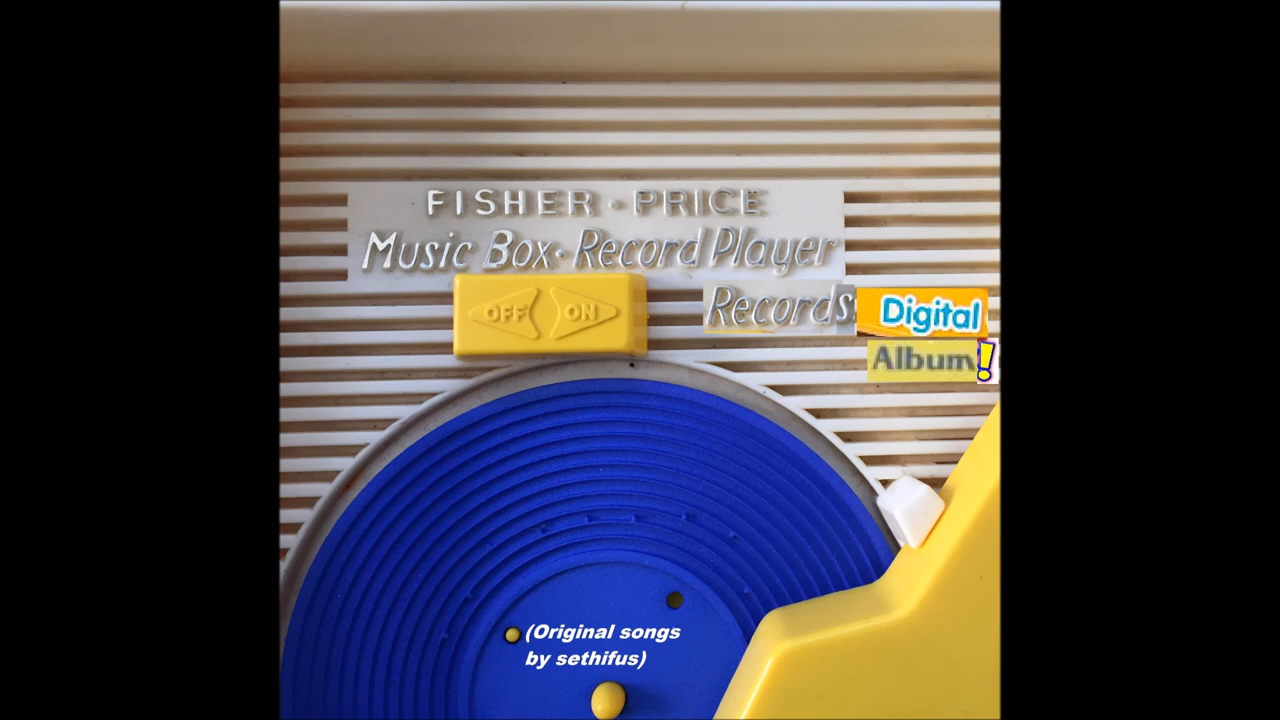 FISHER·PRICE
Music Box·Record Player
OFF ON
Records:
Digital
Album!
(Original songs
by sethifus)